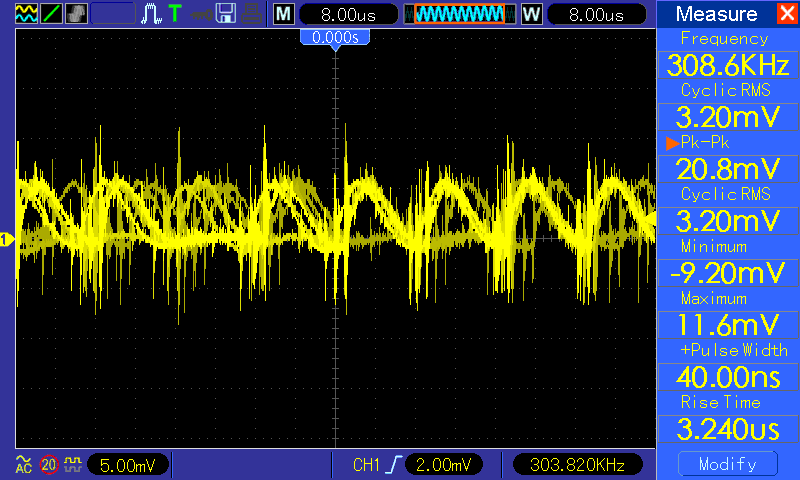 T M 8.00us W 8.00us Measure
0.000s
Frequency
308.6KHz
Cyclic RMS
3.20mV
Pk-Pk
20.8mV
Cyclic RMS
3.20mV
1
Minimum
-9.20mV
Maximum
11.6mV
+Pulse Width
40.00ns
Rise Time
3.240us
AC 20 5.00mV CH1 2.00mV 303.820KHz Modify